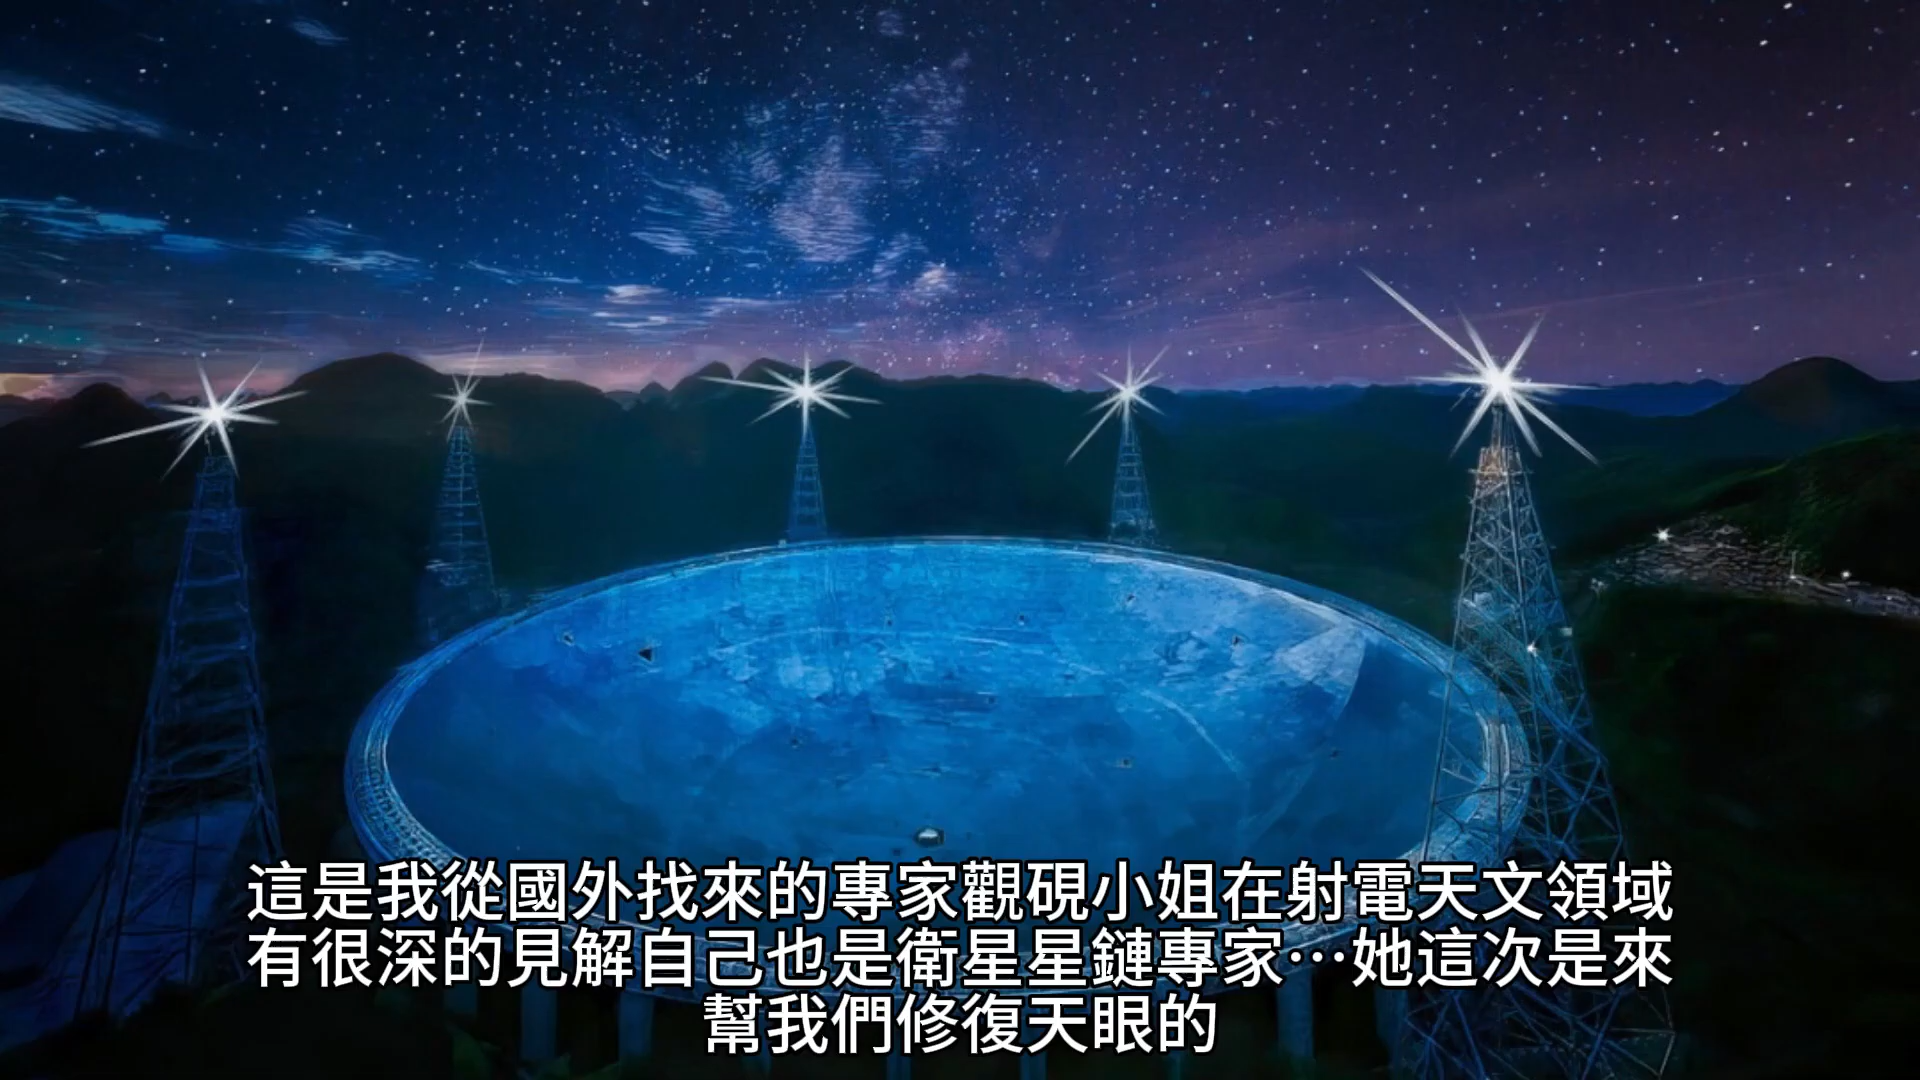 這是我從國外找來的專家觀硯小姐在射電天文領域
有很深的見解自己也是衛星星鏈專家…她這次是來
幫我們修復天眼的